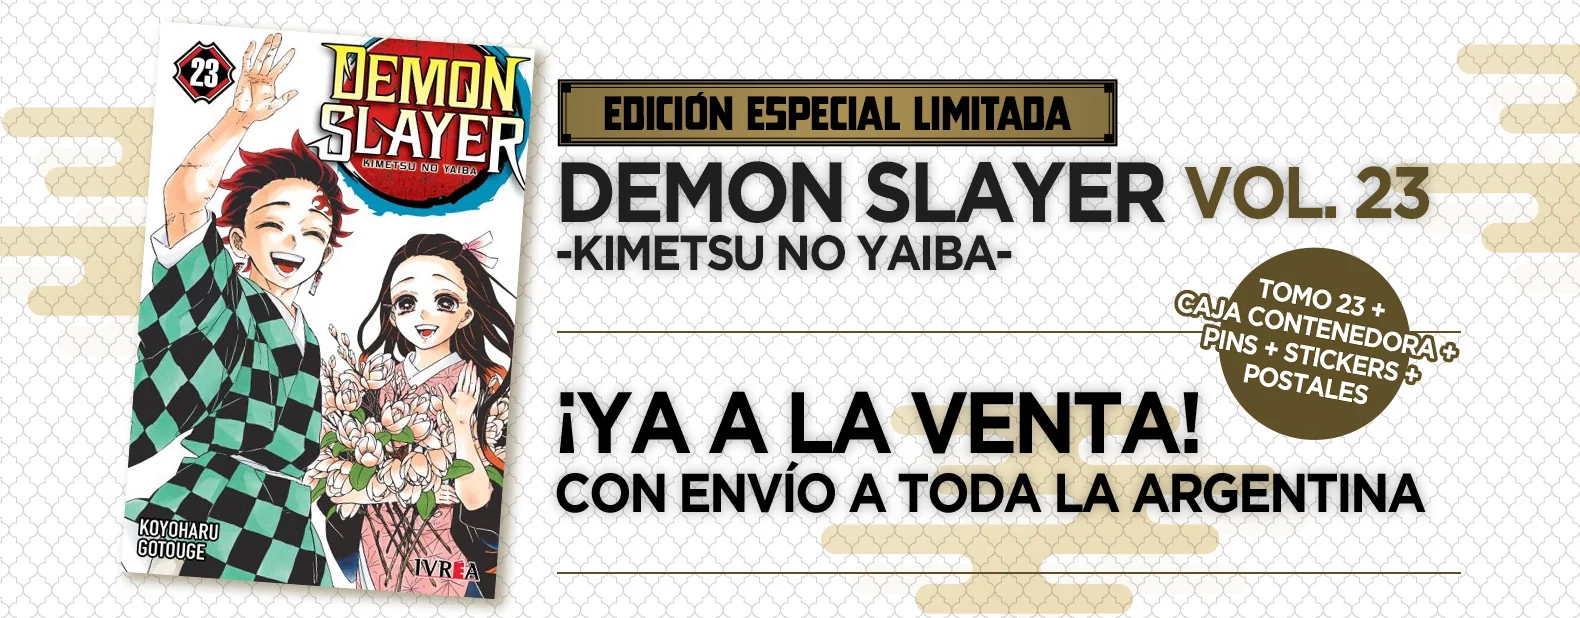 23
DEMON
SLAYER
KIMETSU NO YAIBA
KOYOHARU
GOTOUGE
IVREA
EDICIÓN ESPECIAL LIMITADA
DEMON SLAYER VOL. 23
-KIMETSU NO YAIBA-
TOMO 23 +
CAJA CONTENEDORA +
PINS + STICKERS +
POSTALES
¡YA A LA VENTA!
CON ENVÍO A TODA LA ARGENTINA